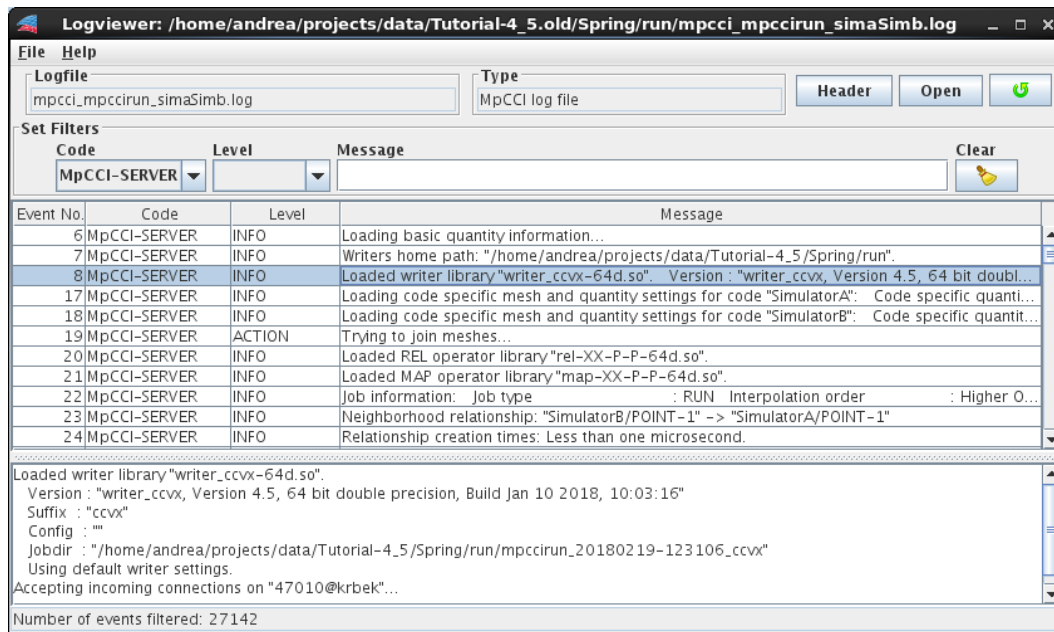 Logviewer: /home/andrea/projects/data/Tutorial-4_5.old/Spring/run/mpcci_mpccirun_simaSimb.log
File Help
Logfile Type
mpcci_mpccirun_simaSimb.log MpCCI log file Header Open
Set Filters
Code Level Message Clear
MpCCI-SERVER
Event No. Code Level Message
6 MpCCI-SERVER INFO Loading basic quantity information...
7 MpCCI-SERVER INFO Writers home path: "/home/andrea/projects/data/Tutorial-4_5/Spring/run".
8 MpCCI-SERVER INFO Loaded writer library "writer_ccvx-64d.so". Version : "writer_ccvx, Version 4.5, 64 bit doubl...
17 MpCCI-SERVER INFO Loading code specific mesh and quantity settings for code "SimulatorA": Code specific quanti...
18 MpCCI-SERVER INFO Loading code specific mesh and quantity settings for code "SimulatorB": Code specific quantit...
19 MpCCI-SERVER ACTION Trying to join meshes...
20 MpCCI-SERVER INFO Loaded REL operator library "rel-XX-P-P-64d.so".
21 MpCCI-SERVER INFO Loaded MAP operator library "map-XX-P-P-64d.so".
22 MpCCI-SERVER INFO Job information: Job type : RUN Interpolation order : Higher O...
23 MpCCI-SERVER INFO Neighborhood relationship: "SimulatorB/POINT-1" -> "SimulatorA/POINT-1"
24 MpCCI-SERVER INFO Relationship creation times: Less than one microsecond.
Loaded writer library "writer_ccvx-64d.so".
Version : "writer_ccvx, Version 4.5, 64 bit double precision, Build Jan 10 2018, 10:03:16"
Suffix : "ccvx"
Config : ""
Jobdir : "/home/andrea/projects/data/Tutorial-4_5/Spring/run/mpccirun_20180219-123106_ccvx"
Using default writer settings.
Accepting incoming connections on "47010@krbek"...
Number of events filtered: 27142